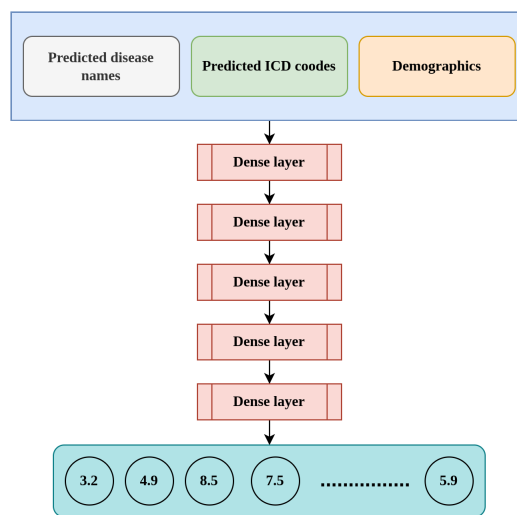 Predicted disease
names
Predicted ICD coodes
Demographics
Dense layer
Dense layer
Dense layer
Dense layer
Dense layer
3.2 4.9 8.5 7.5 ................ 5.9